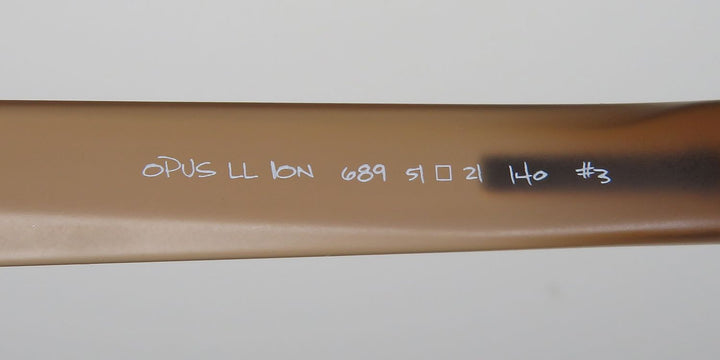 OPUS LL ION 689 51 □ 21 140 #3